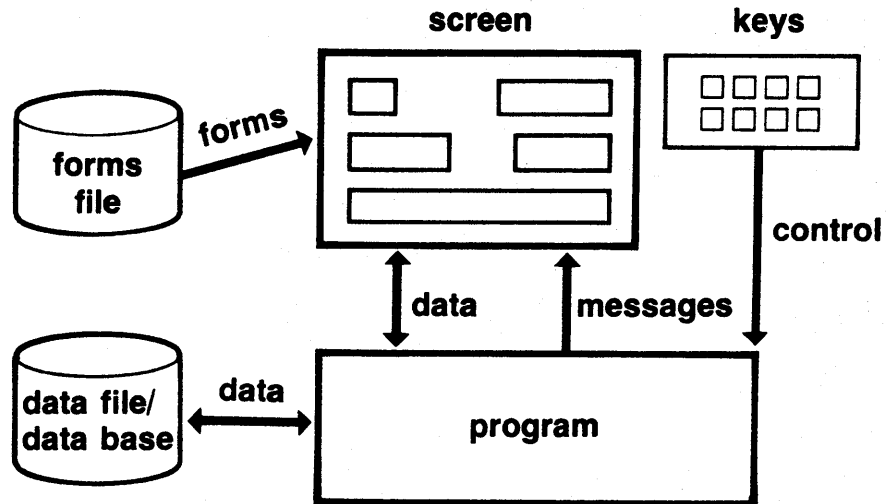 screen
keys
forms
forms
file
control
data
messages
data file/
data base
data
program